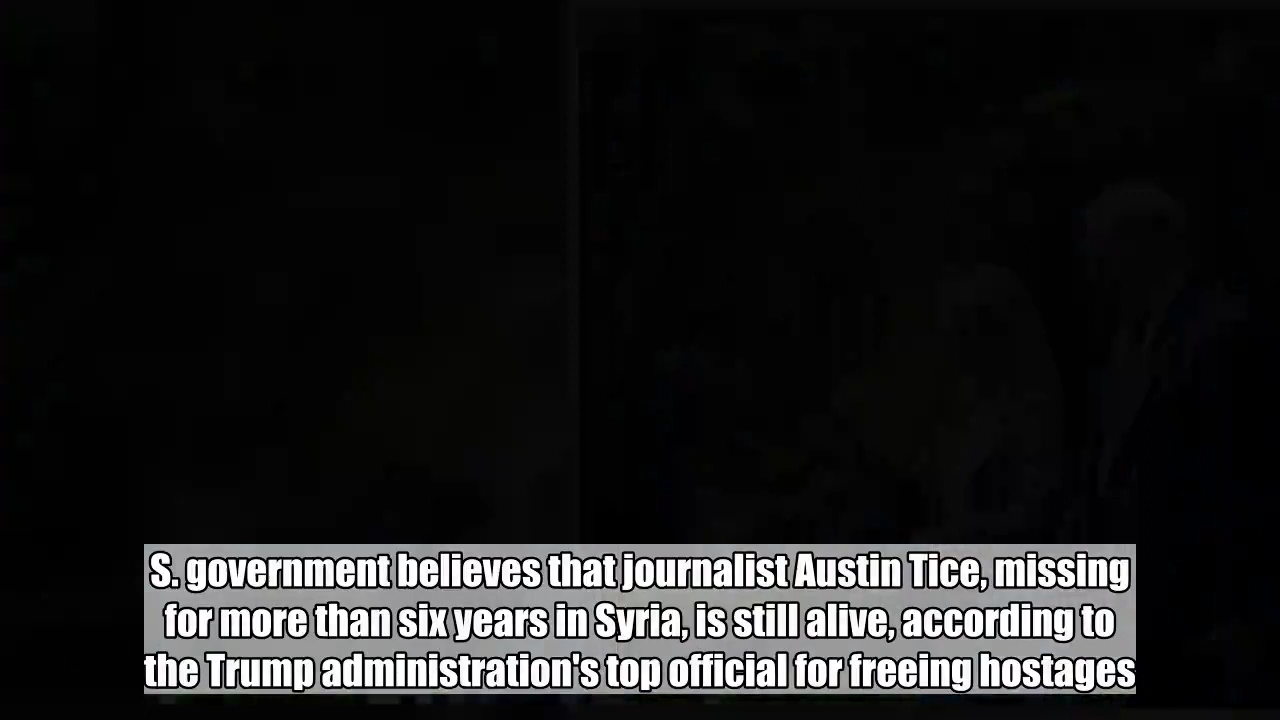 S. government believes that journalist Austin Tice, missing
for more than six years in Syria, is still alive, according to
the Trump administration's top official for freeing hostages